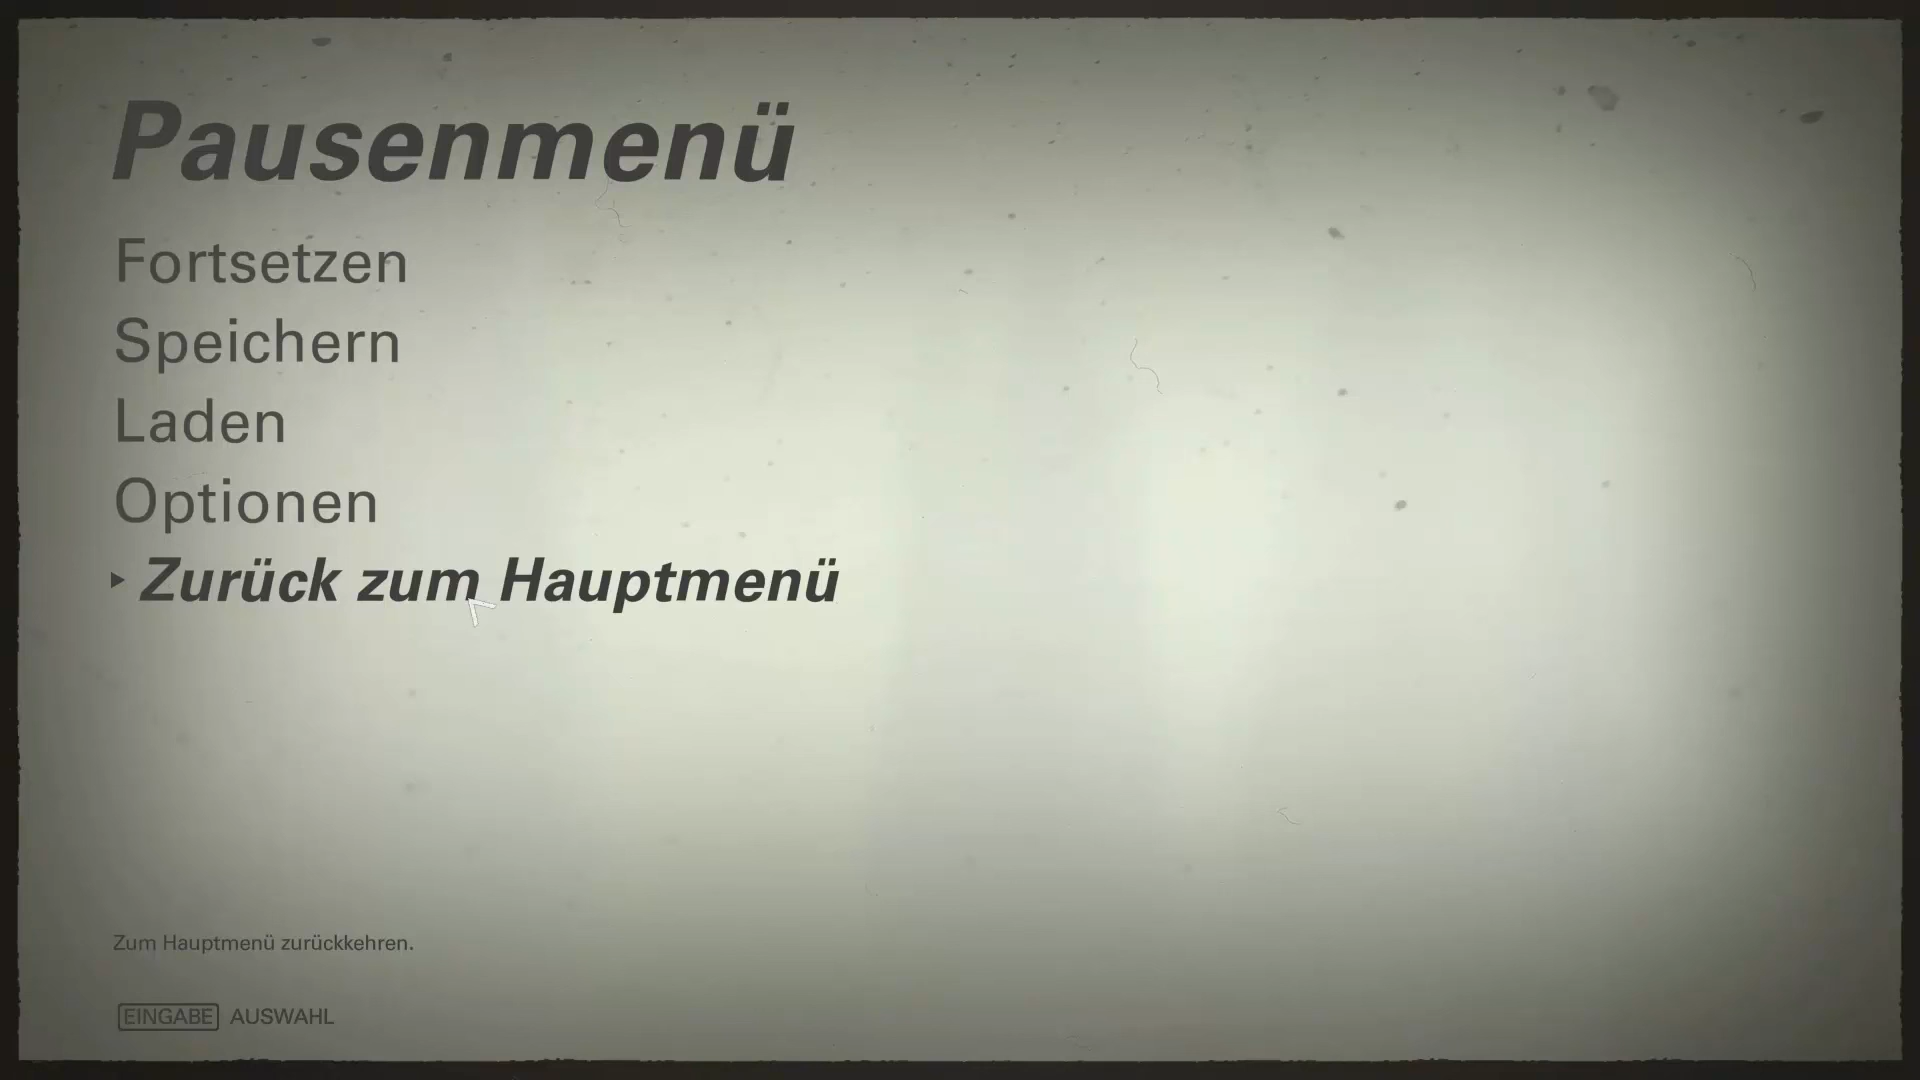 Pausenmenü
Fortsetzen
Speichern
Laden
Optionen
Zurück zum Hauptmenü
Zum Hauptmenü zurückkehren.
EINGABE AUSWAHL